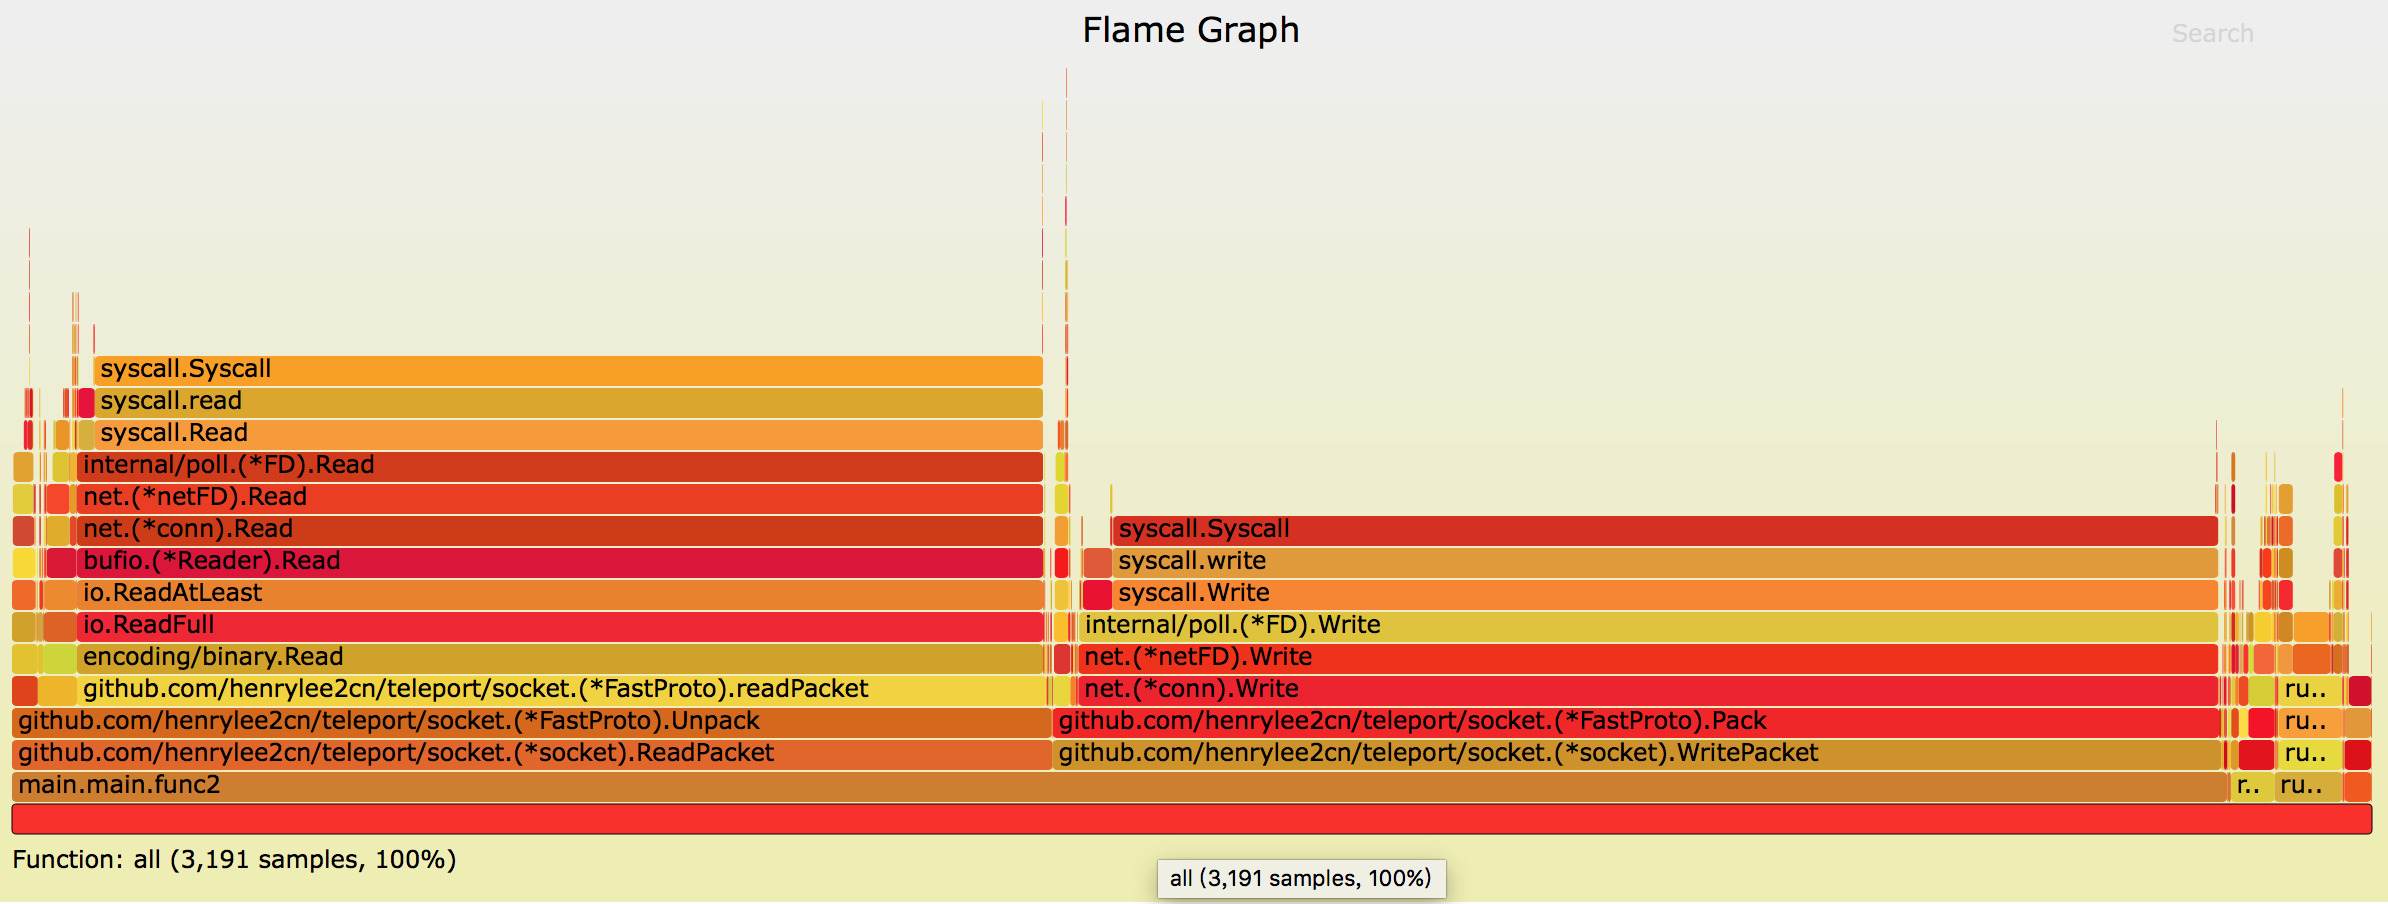 Flame Graph
Search
syscall.Syscall
syscall.read
syscall.Read
internal/poll.(*FD).Read
net.(*netFD).Read
net.(*conn).Read
syscall.Syscall
bufio.(*Reader).Read
syscall.write
io.ReadAtLeast
syscall.Write
io.ReadFull
internal/poll.(*FD).Write
encoding/binary.Read
net.(*netFD).Write
github.com/henrylee2cn/teleport/socket.(*FastProto).readPacket
net.(*conn).Write
ru..
github.com/henrylee2cn/teleport/socket.(*FastProto).Unpack
github.com/henrylee2cn/teleport/socket.(*FastProto).Pack
ru..
github.com/henrylee2cn/teleport/socket.(*socket).ReadPacket
github.com/henrylee2cn/teleport/socket.(*socket).WritePacket
ru..
main.main.func2
r..
ru..
Function: all (3,191 samples, 100%)
all (3,191 samples, 100%)